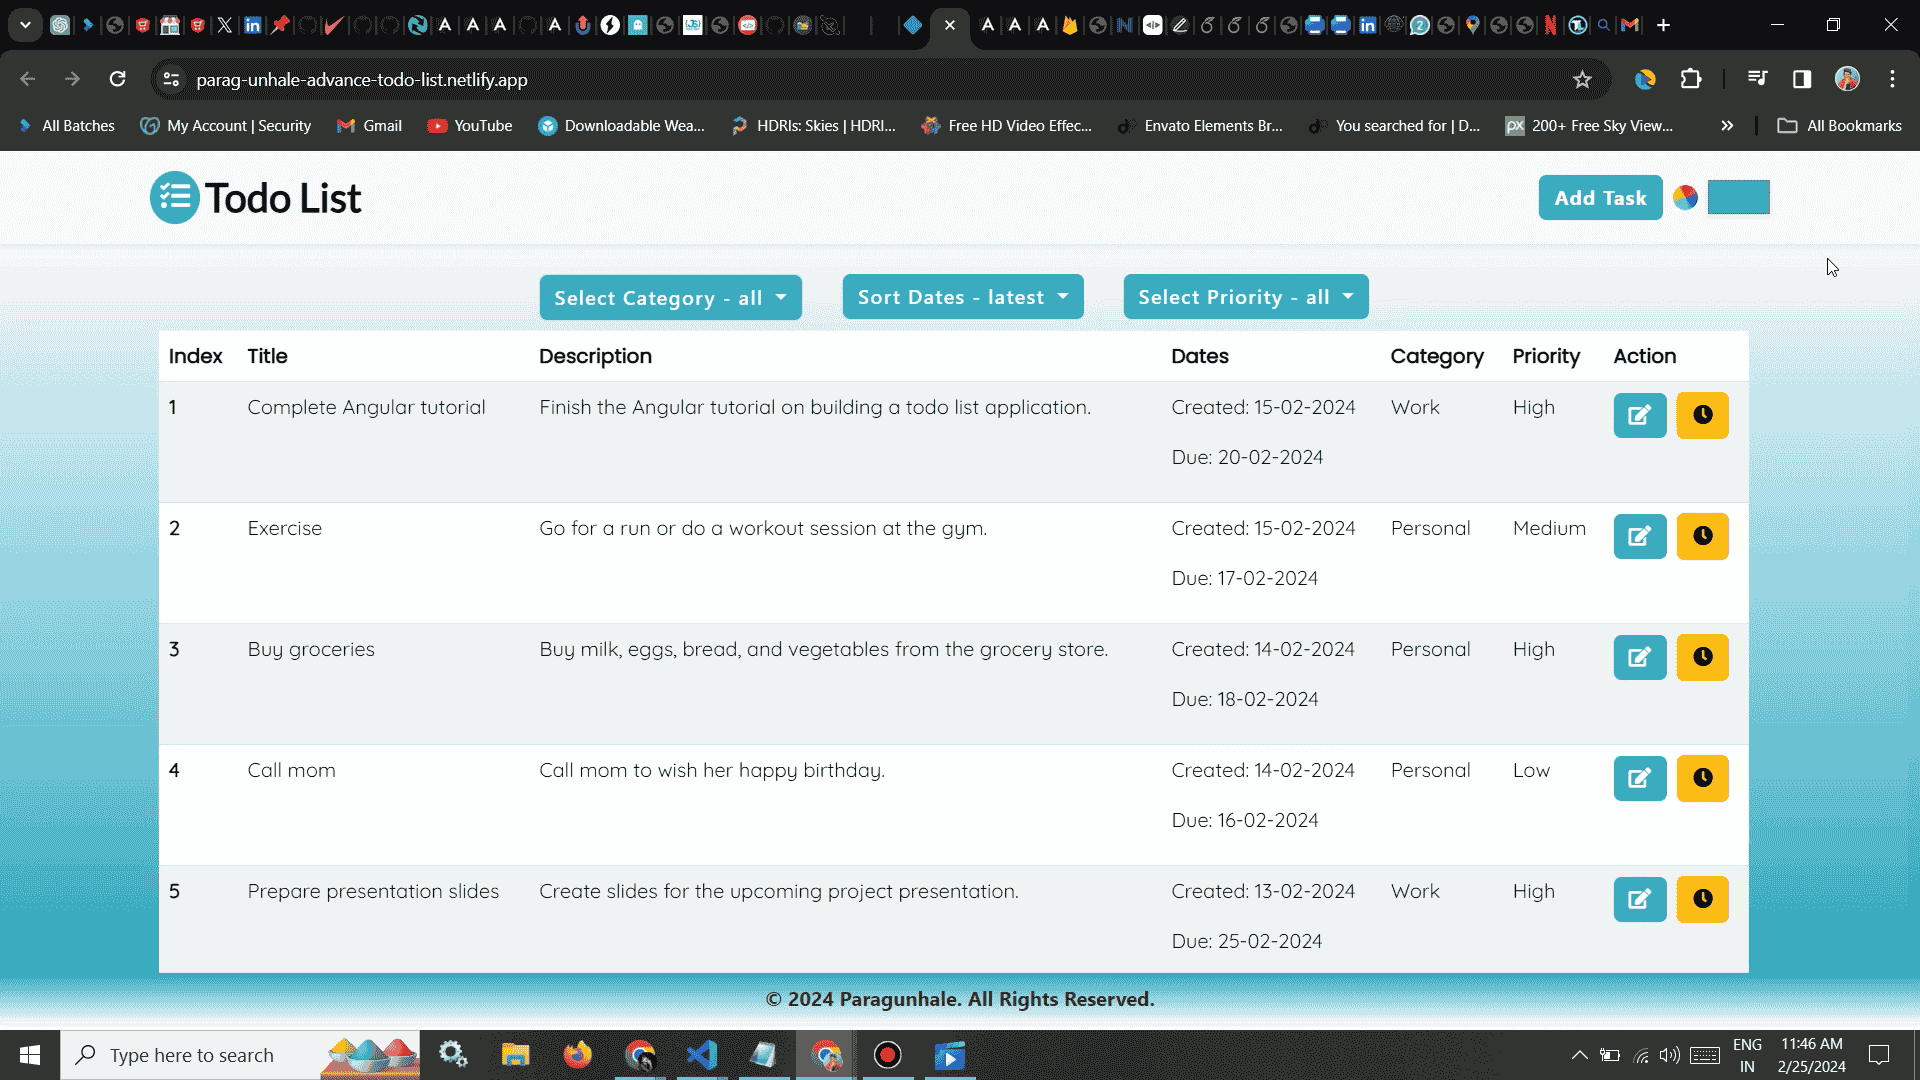 parag-unhale-advance-todo-list.netlify.app
All Batches My Account | Security Gmail YouTube Downloadable Wea... HDRIs: Skies | HDRI... Free HD Video Effec... Envato Elements Br... You searched for | D... 200+ Free Sky View... » All Bookmarks
Todo List Add Task
Select Category - all Sort Dates - latest Select Priority - all
Index Title Description Dates Category Priority Action
1 Complete Angular tutorial Finish the Angular tutorial on building a todo list application. Created: 15-02-2024 Work High
Due: 20-02-2024
2 Exercise Go for a run or do a workout session at the gym. Created: 15-02-2024 Personal Medium
Due: 17-02-2024
3 Buy groceries Buy milk, eggs, bread, and vegetables from the grocery store. Created: 14-02-2024 Personal High
Due: 18-02-2024
4 Call mom Call mom to wish her happy birthday. Created: 14-02-2024 Personal Low
Due: 16-02-2024
5 Prepare presentation slides Create slides for the upcoming project presentation. Created: 13-02-2024 Work High
Due: 25-02-2024
© 2024 Paragunhale. All Rights Reserved.
Type here to search
ENG 11:46 AM
IN 2/25/2024